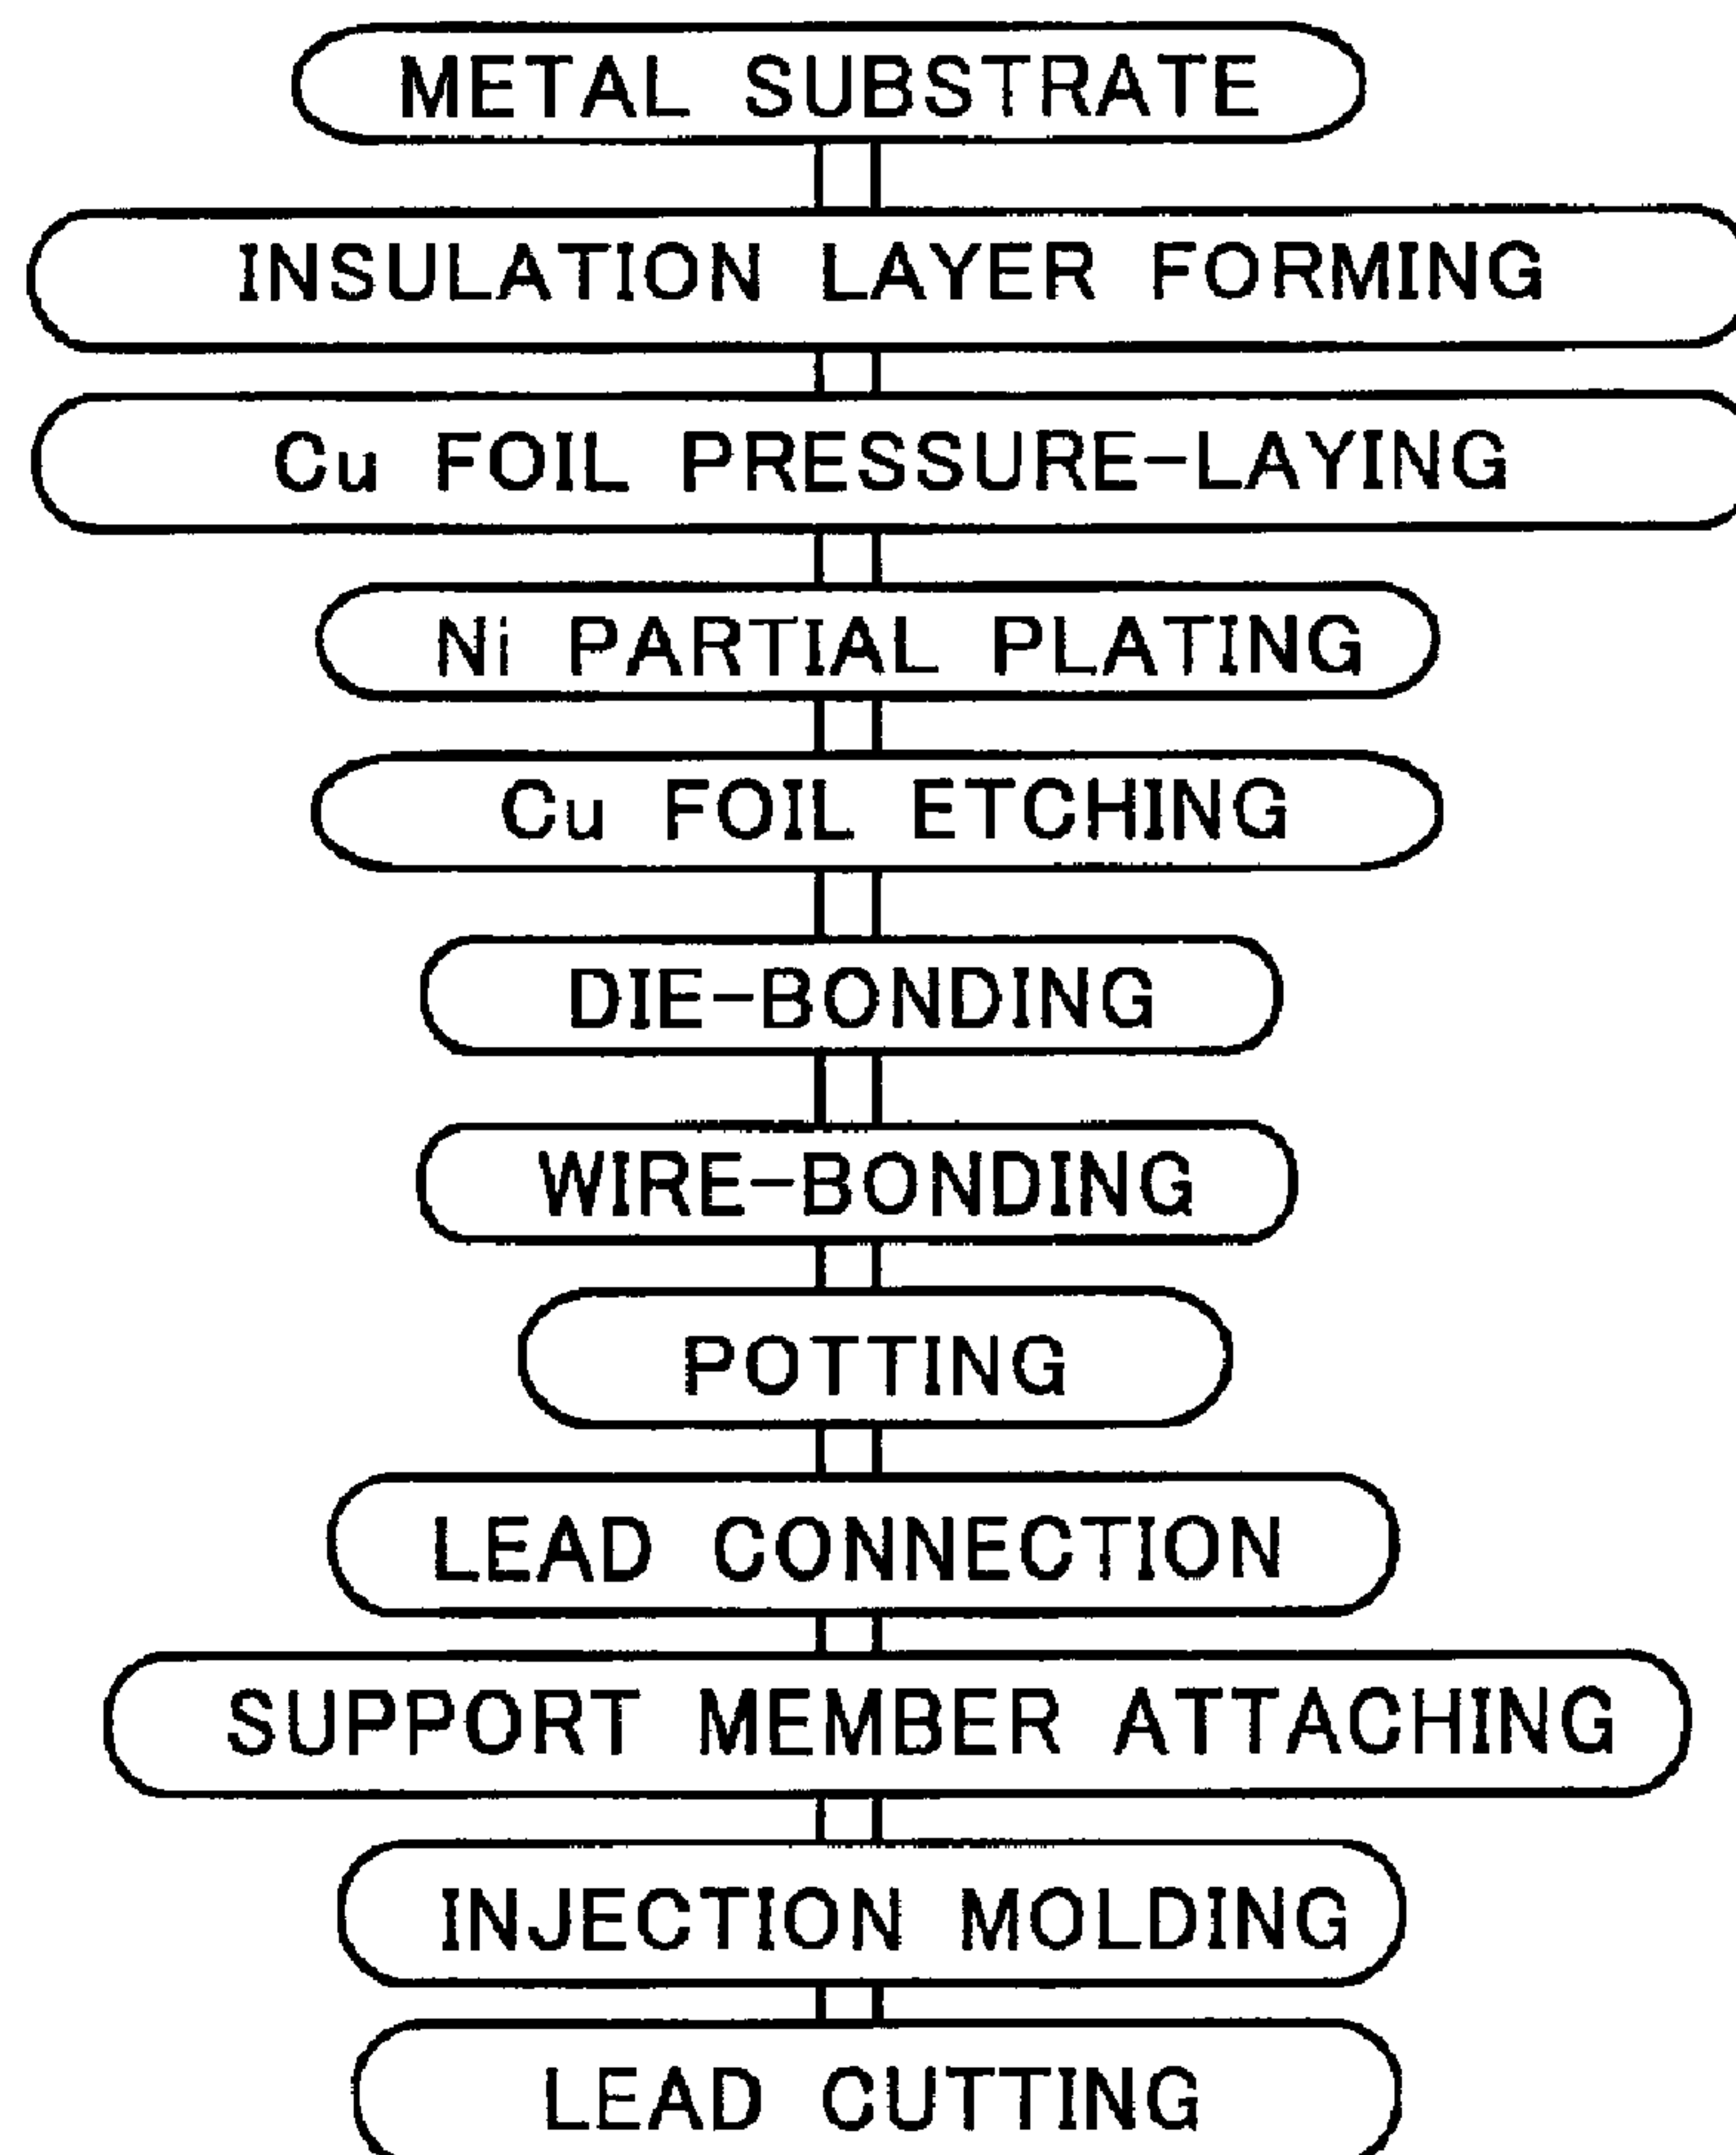 METAL SUBSTRATE
INSULATION LAYER FORMING
Cu FOIL PRESSURE-LAYING
Ni PARTIAL PLATING
Cu FOIL ETCHING
DIE-BONDING
WIRE-BONDING
POTTING
LEAD CONNECTION
SUPPORT MEMBER ATTACHING
INJECTION MOLDING
LEAD CUTTING